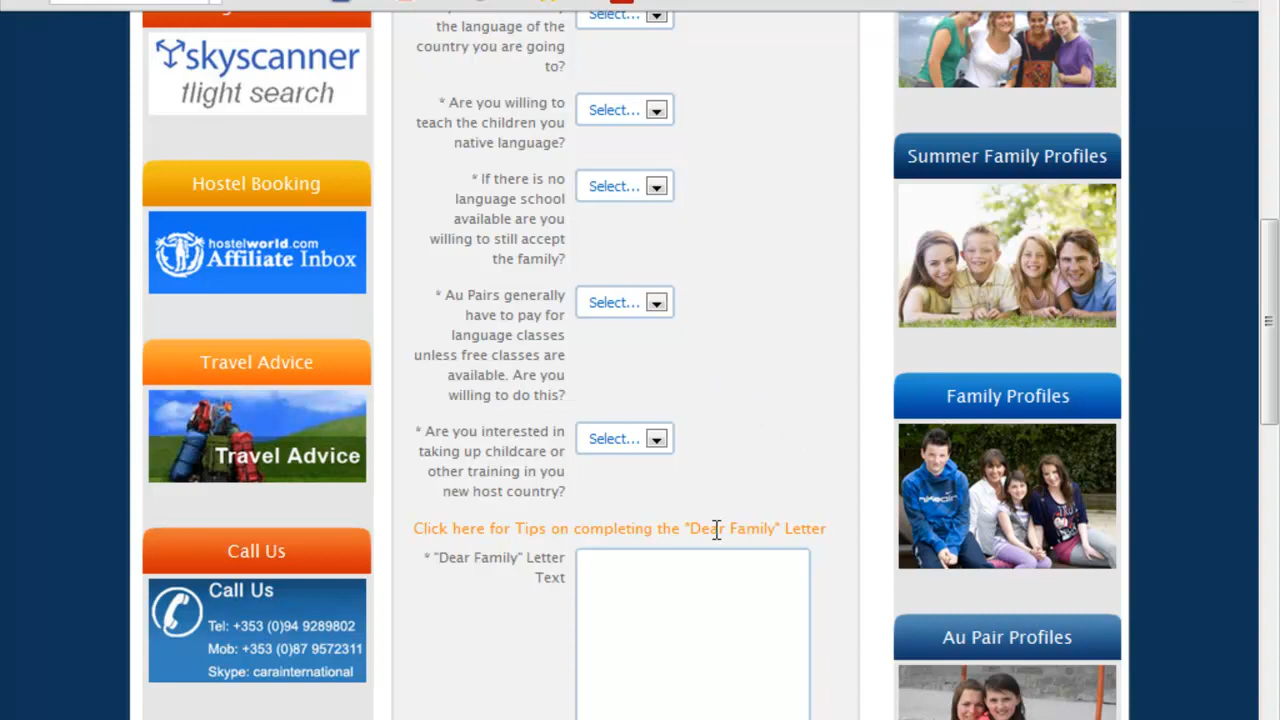 skyscanner
flight search
Hostel Booking
hostelworld.com
Affiliate Inbox
Travel Advice
Travel Advice
Call Us
Call Us
Tel: +353 (0)94 9289802
Mob: +353 (0)87 9572311
Skype: carainternational
the language of the
country you are going
to?
Select...
* Are you willing to
teach the children you
native language?
Select...
* If there is no
language school
available are you
willing to still accept
the family?
Select...
* Au Pairs generally
have to pay for
language classes
unless free classes are
available. Are you
willing to do this?
Select...
* Are you interested in
taking up childcare or
other training in you
new host country?
Select...
Click here for Tips on completing the "Dear Family" Letter
* "Dear Family" Letter
Text
Summer Family Profiles
Family Profiles
Au Pair Profiles